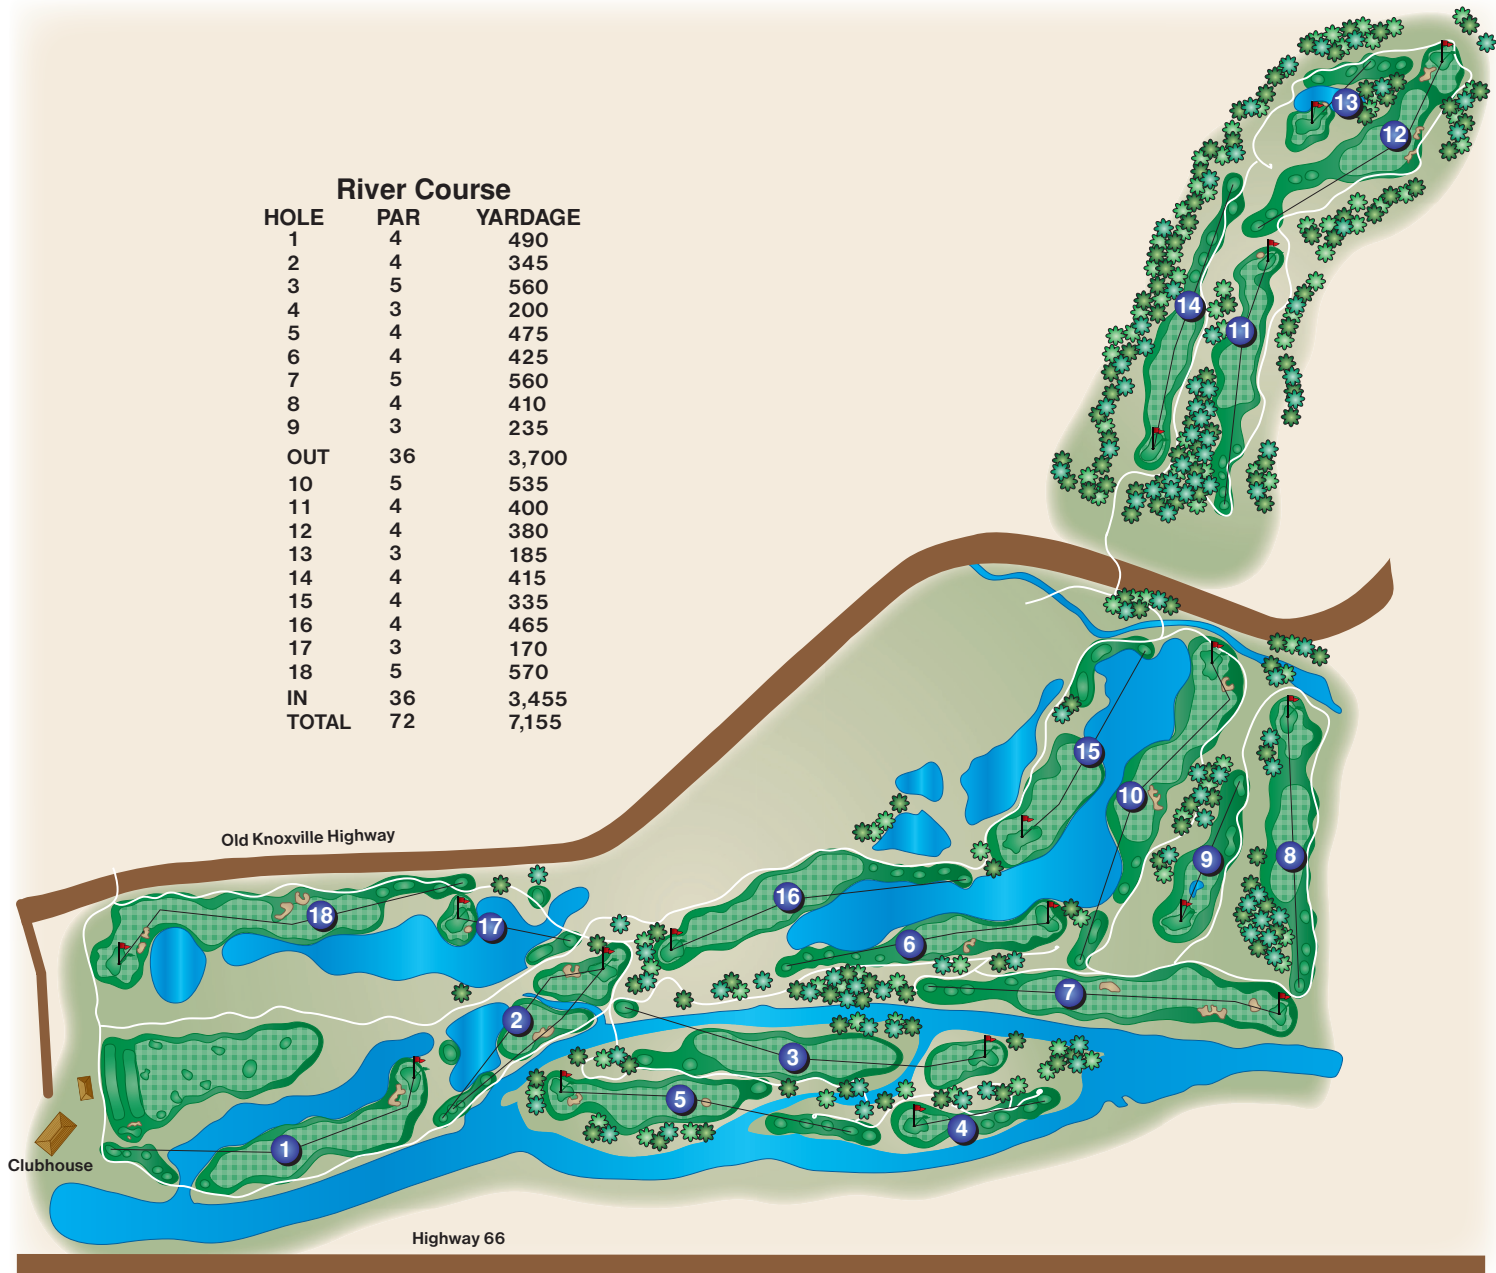 River Course
HOLE PAR YARDAGE
1 4 490
2 4 345
3 5 560
4 3 200
5 4 475
6 4 425
7 5 560
8 4 410
9 3 235
OUT 36 3,700
10 5 535
11 4 400
12 4 380
13 3 185
14 4 415
15 4 335
16 4 465
17 3 170
18 5 570
IN 36 3,455
TOTAL 72 7,155
13
12
14
11
15
10
9
8
Old Knoxville Highway
16
18
17
6
7
2
3
5
4
1
Clubhouse
Highway 66